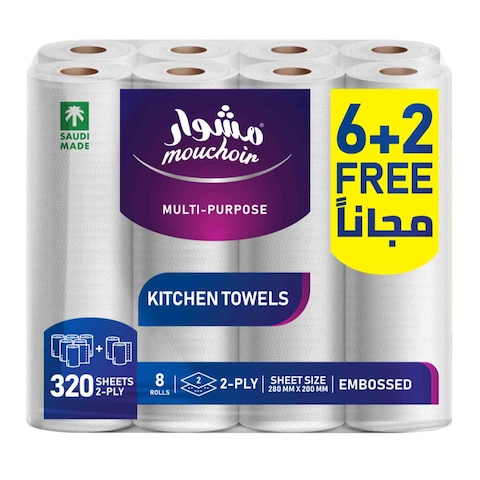 SAUDI
MADE
مشوار
mouchoir®
MULTI-PURPOSE
6+2
FREE
مجاناً
KITCHEN TOWELS
320 SHEETS
2-PLY
8
ROLLS
2
2-PLY
SHEET SIZE
280 MM X 200 MM
EMBOSSED